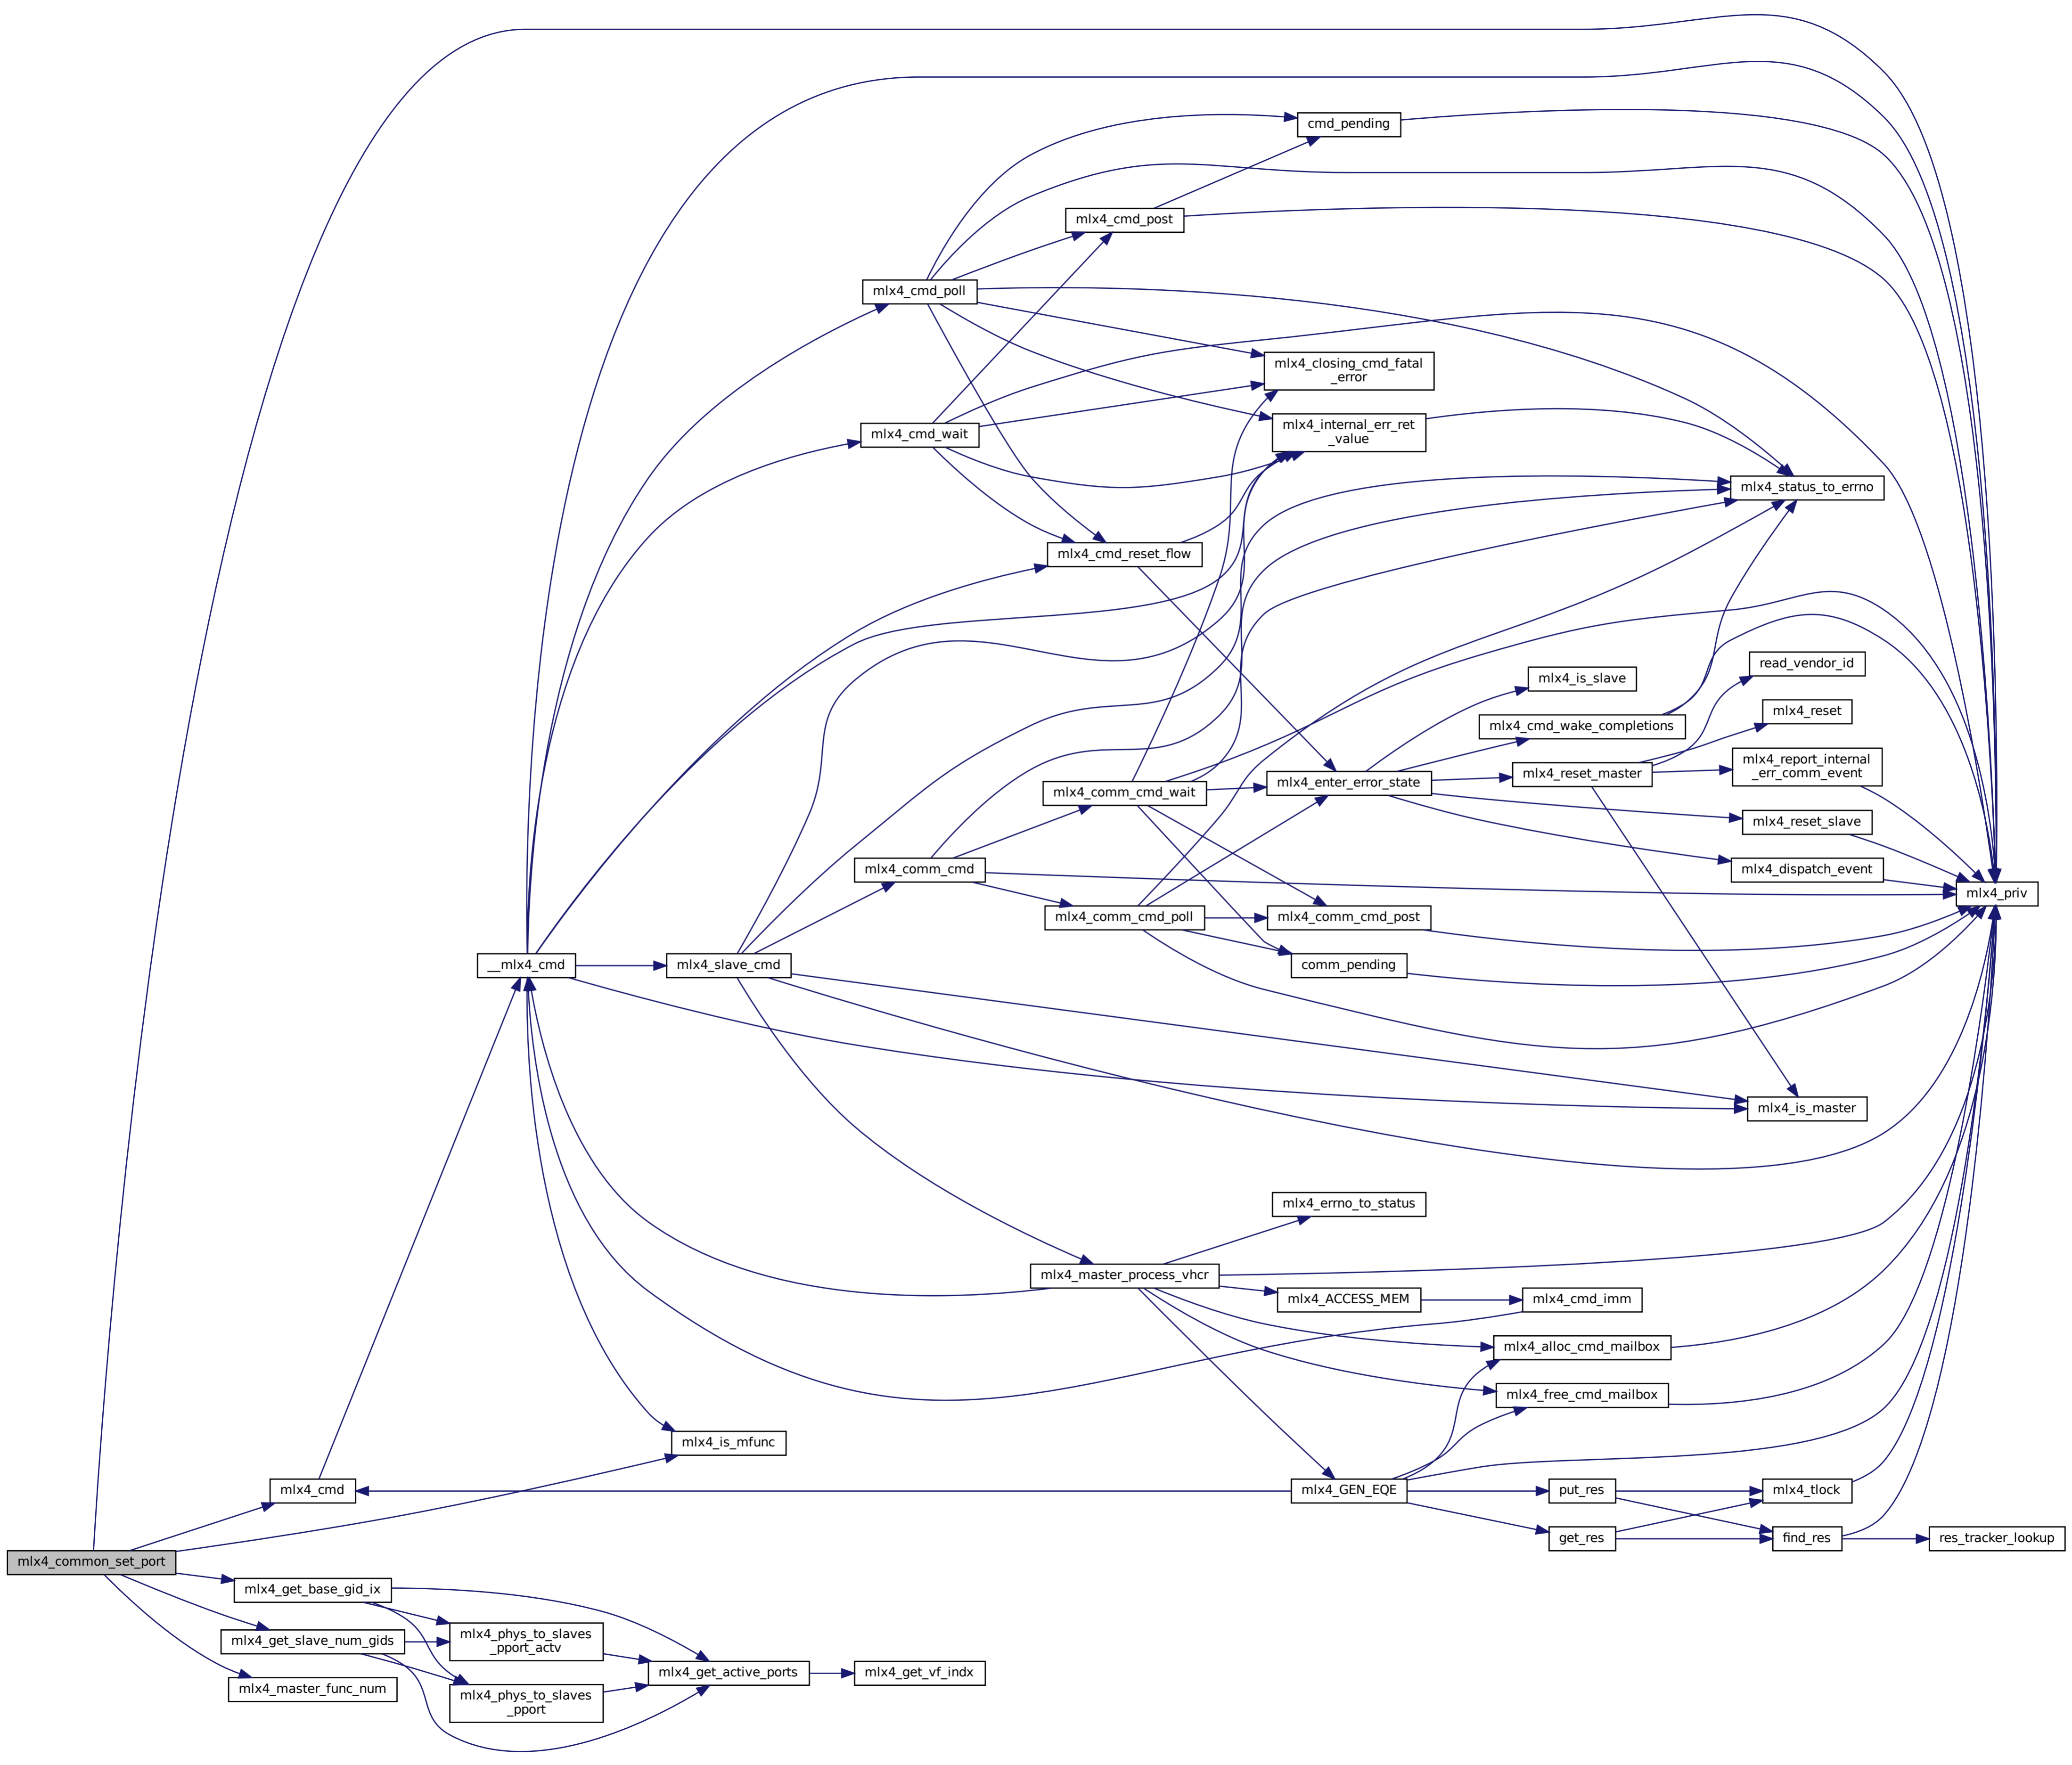 cmd_pending
mlx4_cmd_post
mlx4_cmd_poll
mlx4_closing_cmd_fatal
_error
mlx4_internal_err_ret
_value
mlx4_cmd_wait
mlx4_status_to_errno
mlx4_cmd_reset_flow
read_vendor_id
mlx4_is_slave
mlx4_reset
mlx4_cmd_wake_completions
mlx4_report_internal
_err_comm_event
mlx4_reset_master
mlx4_enter_error_state
mlx4_comm_cmd_wait
mlx4_reset_slave
mlx4_comm_cmd
mlx4_dispatch_event
mlx4_priv
mlx4_comm_cmd_poll
mlx4_comm_cmd_post
__mlx4_cmd
mlx4_slave_cmd
comm_pending
mlx4_is_master
mlx4_errno_to_status
mlx4_master_process_vhcr
mlx4_ACCESS_MEM
mlx4_cmd_imm
mlx4_alloc_cmd_mailbox
mlx4_free_cmd_mailbox
mlx4_is_mfunc
mlx4_cmd
mlx4_GEN_EQE
put_res
mlx4_tlock
get_res
find_res
res_tracker_lookup
mlx4_common_set_port
mlx4_get_base_gid_ix
mlx4_get_slave_num_gids
mlx4_phys_to_slaves
_pport_actv
mlx4_get_active_ports
mlx4_get_vf_indx
mlx4_master_func_num
mlx4_phys_to_slaves
_pport